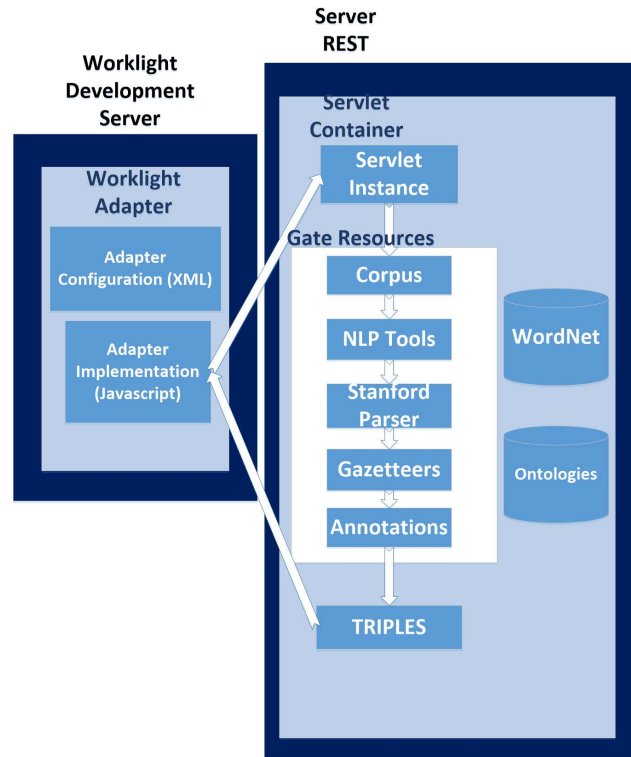 Server
REST
Worklight
Development
Server
Servlet
Container
Servlet
Instance
Worklight
Adapter
Gate Resources
Adapter
Configuration (XML)
Corpus
NLP Tools
WordNet
Adapter
Implementation
(Javascript)
Stanford
Parser
Gazetteers
Ontologies
Annotations
TRIPLES